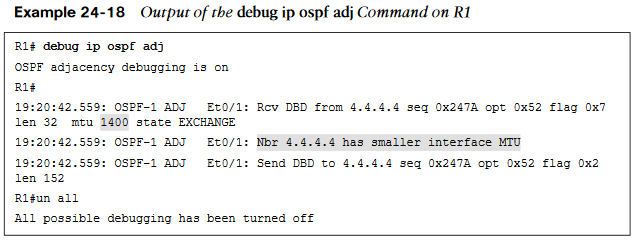 Example 24-18 Output of the debug ip ospf adj Command on R1
R1# debug ip ospf adj
OSPF adjacency debugging is on
R1#
19:20:42.559: OSPF-1 ADJ   Et0/1: Rcv DBD from 4.4.4.4 seq 0x247A opt 0x52 flag 0x7
len 32  mtu 1400 state EXCHANGE
19:20:42.559: OSPF-1 ADJ   Et0/1: Nbr 4.4.4.4 has smaller interface MTU
19:20:42.559: OSPF-1 ADJ   Et0/1: Send DBD to 4.4.4.4 seq 0x247A opt 0x52 flag 0x2
len 152
R1#un all
All possible debugging has been turned off